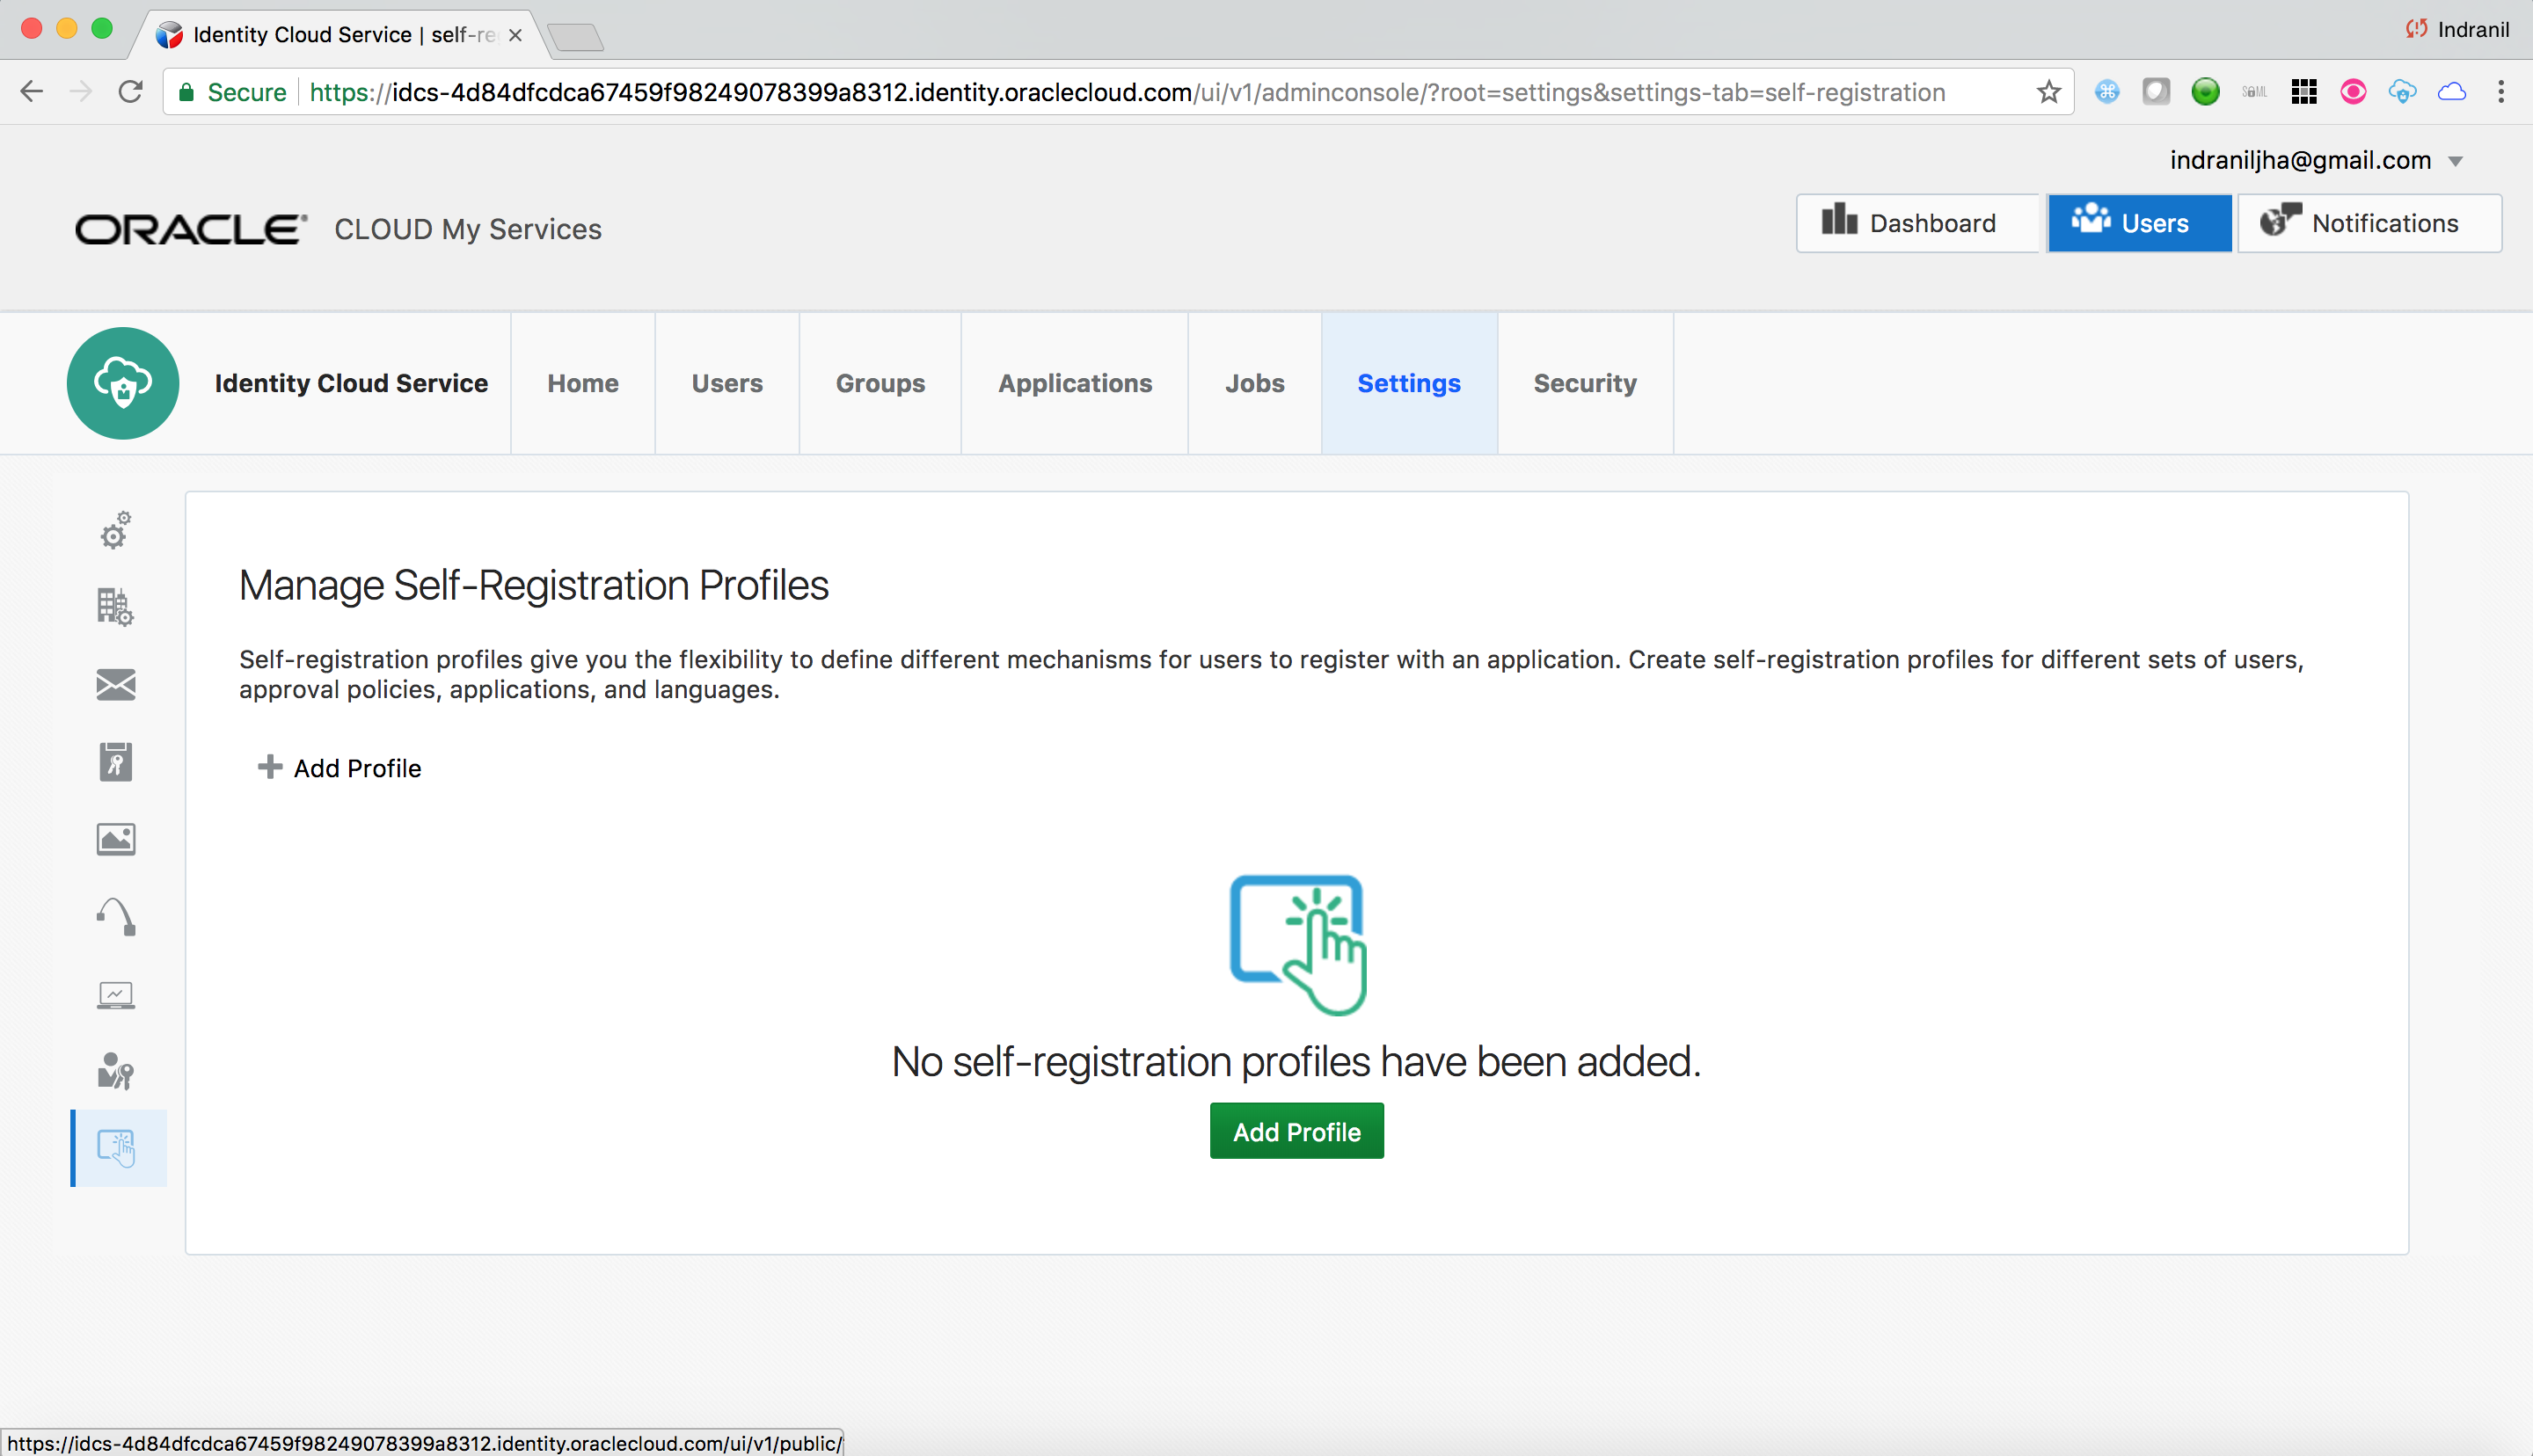 Identity Cloud Service | self-re
Indranil
Secure
https://idcs-4d84dfcdca67459f98249078399a8312.identity.oraclecloud.com/ui/v1/adminconsole/?root=settings&settings-tab=self-registration
SAML
indraniljha@gmail.com
ORACLE CLOUD My Services
Dashboard
Users
Notifications
Identity Cloud Service
Home
Users
Groups
Applications
Jobs
Settings
Security
Manage Self-Registration Profiles
Self-registration profiles give you the flexibility to define different mechanisms for users to register with an application. Create self-registration profiles for different sets of users,
approval policies, applications, and languages.
Add Profile
No self-registration profiles have been added.
Add Profile
https://idcs-4d84dfcdca67459f98249078399a8312.identity.oraclecloud.com/ui/v1/public/